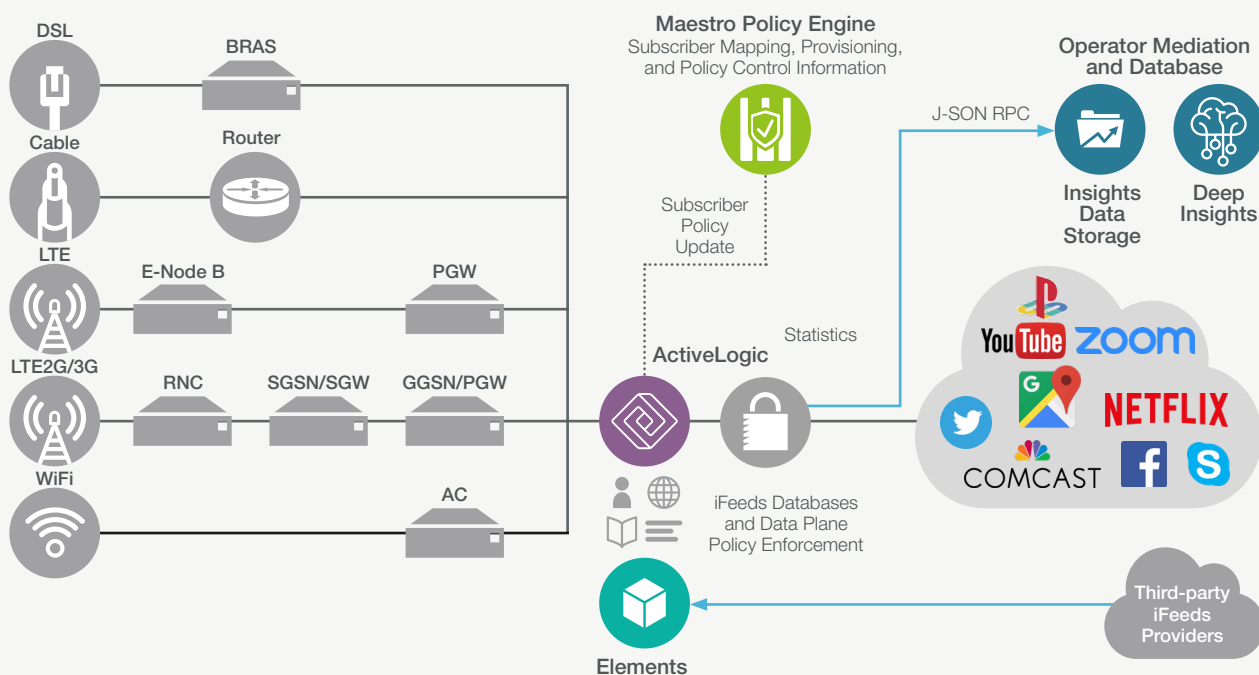 DSL
BRAS
Cable
Router
LTE
E-Node B
PGW
LTE2G/3G
RNC
SGSN/SGW
GGSN/PGW
WiFi
AC
Maestro Policy Engine
Subscriber Mapping, Provisioning,
and Policy Control Information
Subscriber
Policy
Update
ActiveLogic
Statistics
J-SON RPC
Operator Mediation
and Database
Insights
Data
Storage
Deep
Insights
YouTube
zoom
G
NETFLIX
COMCAST
f
S
iFeeds Databases
and Data Plane
Policy Enforcement
Elements
Third-party
iFeeds
Providers